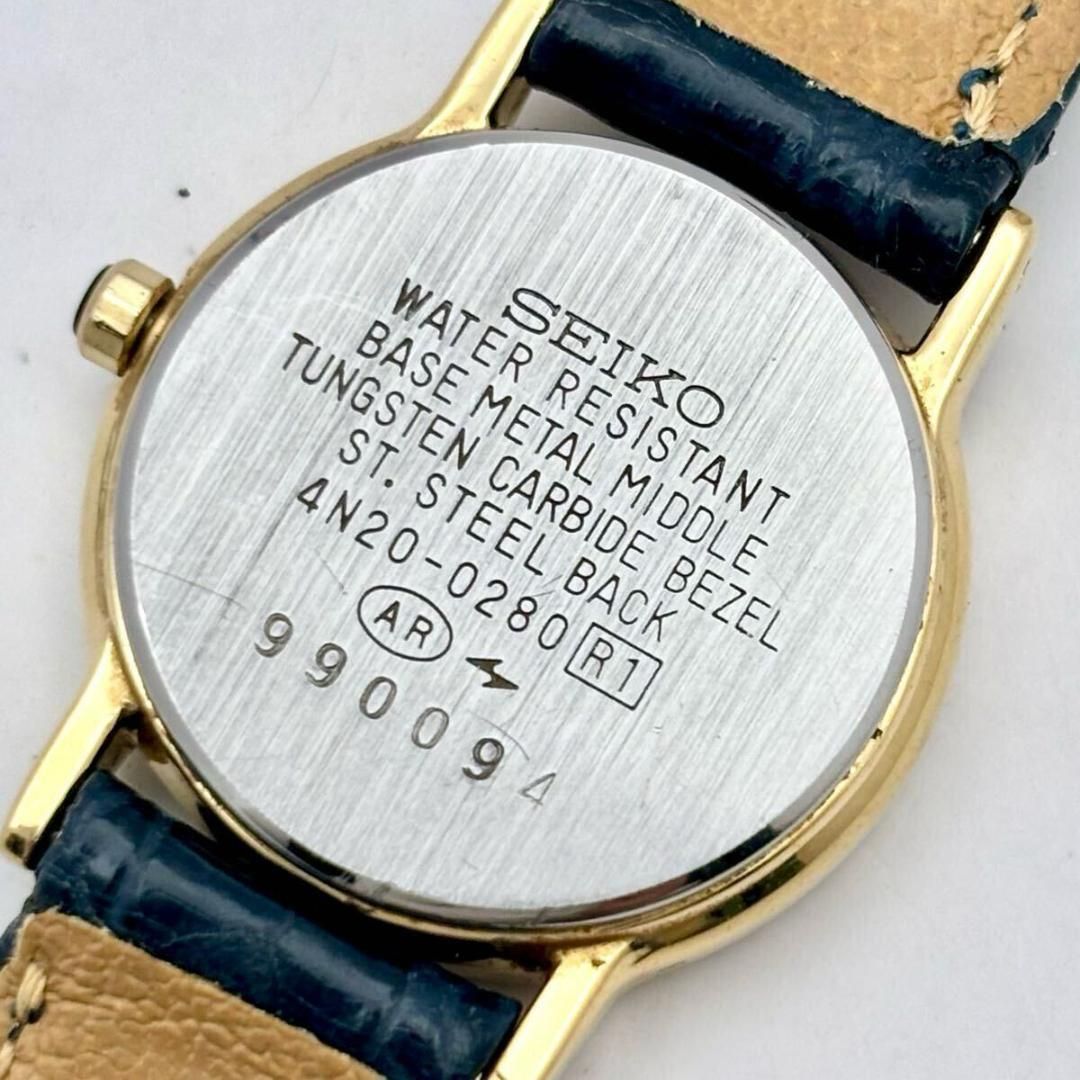 SEIKO
WATER RESISTANT
BASE METAL MIDDLE
TUNGSTEN CARBIDE BEZEL
ST. STEEL BACK
4N20-0280 R1
AR
990094